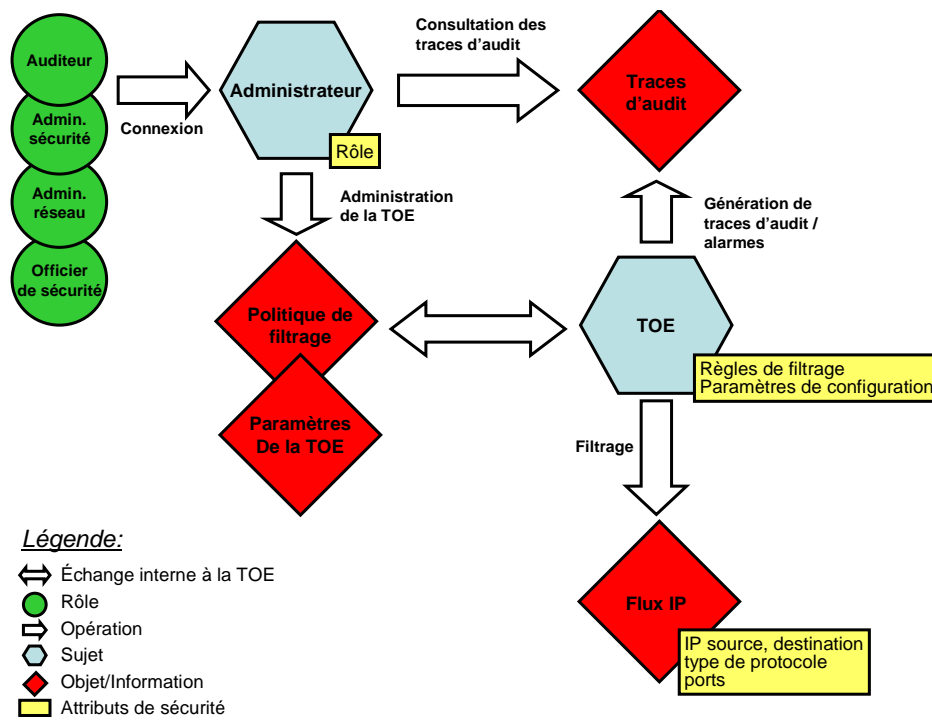 Auditeur
Admin.
sécurité
Admin.
réseau
Officier
de sécurité
Connexion
Administrateur
Rôle
Consultation des
traces d'audit
Traces
d'audit
Administration
de la TOE
Génération de
traces d'audit /
alarmes
Politique de
filtrage
Paramètres
De la TOE
TOE
Règles de filtrage
Paramètres de configuration
Filtrage
Flux IP
IP source, destination
type de protocole
ports
Légende:
Échange interne à la TOE
Rôle
Opération
Sujet
Objet/Information
Attributs de sécurité